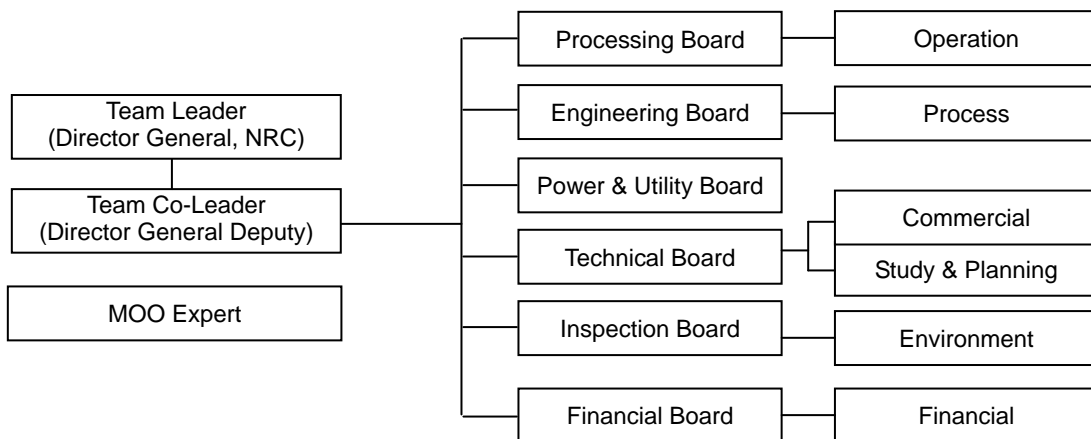 Team Leader
(Director General, NRC)
Team Co-Leader
(Director General Deputy)
MOO Expert
Processing Board
Operation
Engineering Board
Process
Power & Utility Board
Technical Board
Commercial
Study & Planning
Inspection Board
Environment
Financial Board
Financial